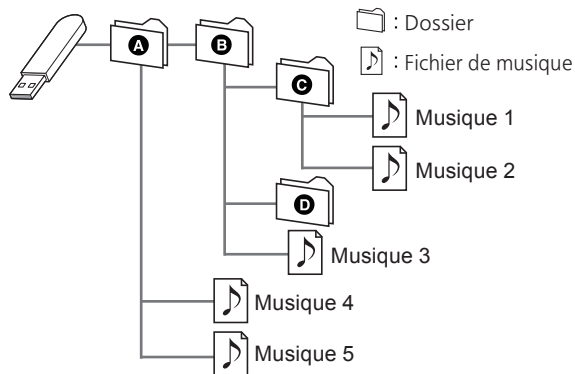 A
B
: Dossier
: Fichier de musique
C
Musique 1
Musique 2
D
Musique 3
Musique 4
Musique 5